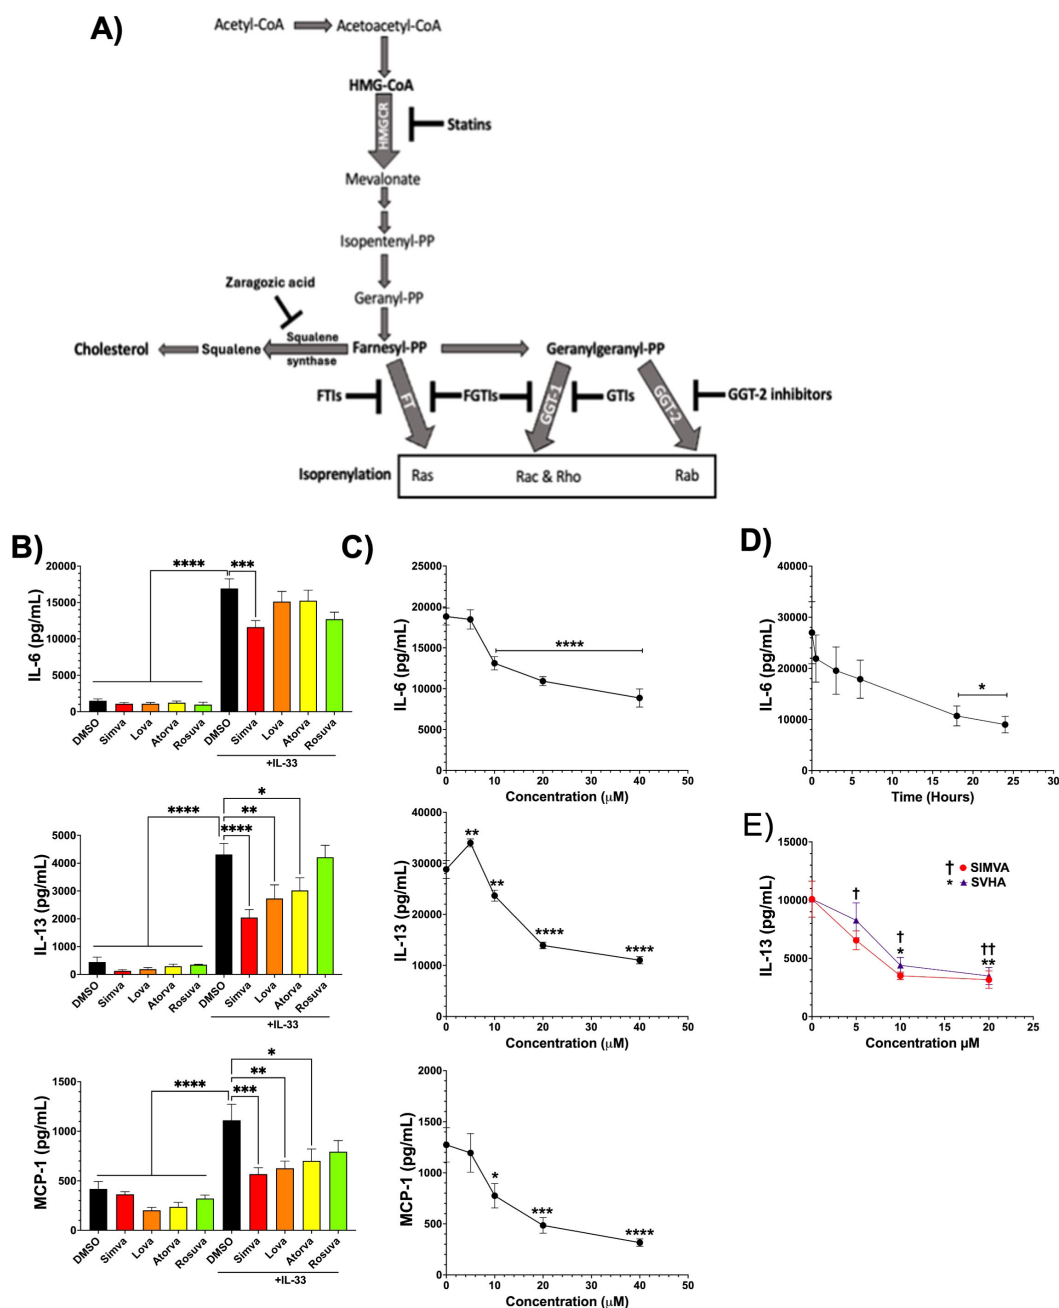 A)
Acetyl-CoA
Acetoacetyl-CoA
HMG-CoA
HMGCR
Statins
Mevalonate
Isopentenyl-PP
Zaragozic acid
Geranyl-PP
Cholesterol
Squalene
Squalene
synthase
Farnesyl-PP
Geranylgeranyl-PP
FTIs
FT
FGTIs
GGT-1
GTIs
GGT-2
GGT-2 inhibitors
Isoprenylation
Ras
Rac & Rho
Rab
B)
IL-6 (pg/mL)
20000
15000
10000
5000
0
****
***
DMSO
Simva
Lova
Atorva
Rosuva
DMSO
Simva
Lova
Atorva
Rosuva
+IL-33
IL-13 (pg/mL)
5000
4000
3000
2000
1000
0
*
****
**
****
DMSO
Simva
Lova
Atorva
Rosuva
DMSO
Simva
Lova
Atorva
Rosuva
+IL-33
MCP-1 (pg/mL)
1500
1000
500
0
*
**
****
***
DMSO
Simva
Lova
Atorva
Rosuva
DMSO
Simva
Lova
Atorva
Rosuva
+IL-33
C)
IL-6 (pg/mL)
25000
20000
15000
10000
5000
0
****
0 10 20 30 40 50
Concentration (μM)
IL-13 (pg/mL)
40000
30000
20000
10000
0
**
**
****
****
0 10 20 30 40 50
Concentration (μM)
MCP-1 (pg/mL)
2000
1500
1000
500
0
*
***
****
0 10 20 30 40 50
Concentration (μM)
D)
IL-6 (pg/mL)
40000
30000
20000
10000
0
*
0 5 10 15 20 25 30
Time (Hours)
E)
IL-13 (pg/mL)
15000
10000
5000
0
† SIMVA
* SVHA
†
†
*
††
**
0 5 10 15 20 25
Concentration μM